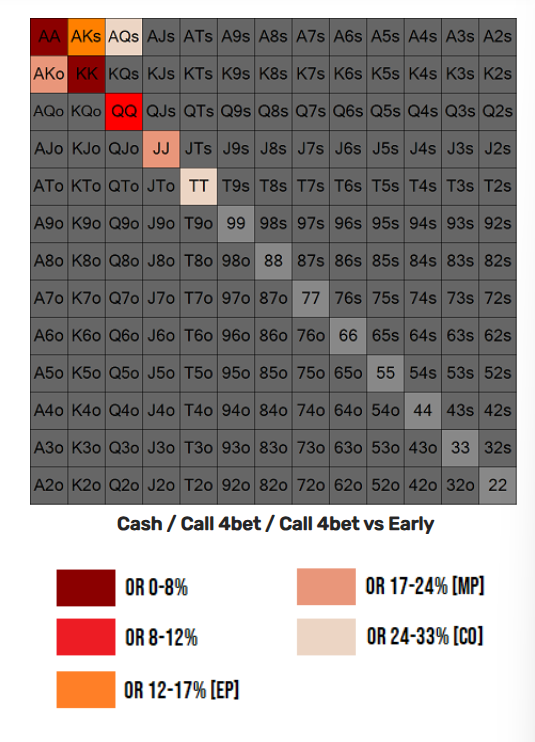 AA AKs AQs AJs ATs A9s A8s A7s A6s A5s A4s A3s A2s
AKo KK KQs KJs KTs K9s K8s K7s K6s K5s K4s K3s K2s
AQo KQo QQ QJs QTs Q9s Q8s Q7s Q6s Q5s Q4s Q3s Q2s
AJo KJo QJo JJ JTs J9s J8s J7s J6s J5s J4s J3s J2s
ATo KTo QTo JTo TT T9s T8s T7s T6s T5s T4s T3s T2s
A9o K9o Q9o J9o T9o 99 98s 97s 96s 95s 94s 93s 92s
A8o K8o Q8o J8o T8o 98o 88 87s 86s 85s 84s 83s 82s
A7o K7o Q7o J7o T7o 97o 87o 77 76s 75s 74s 73s 72s
A6o K6o Q6o J6o T6o 96o 86o 76o 66 65s 64s 63s 62s
A5o K5o Q5o J5o T5o 95o 85o 75o 65o 55 54s 53s 52s
A4o K4o Q4o J4o T4o 94o 84o 74o 64o 54o 44 43s 42s
A3o K3o Q3o J3o T3o 93o 83o 73o 63o 53o 43o 33 32s
A2o K2o Q2o J2o T2o 92o 82o 72o 62o 52o 42o 32o 22
Cash / Call 4bet / Call 4bet vs Early
OR 0-8%
OR 17-24% [MP]
OR 8-12%
OR 24-33% [CO]
OR 12-17% [EP]